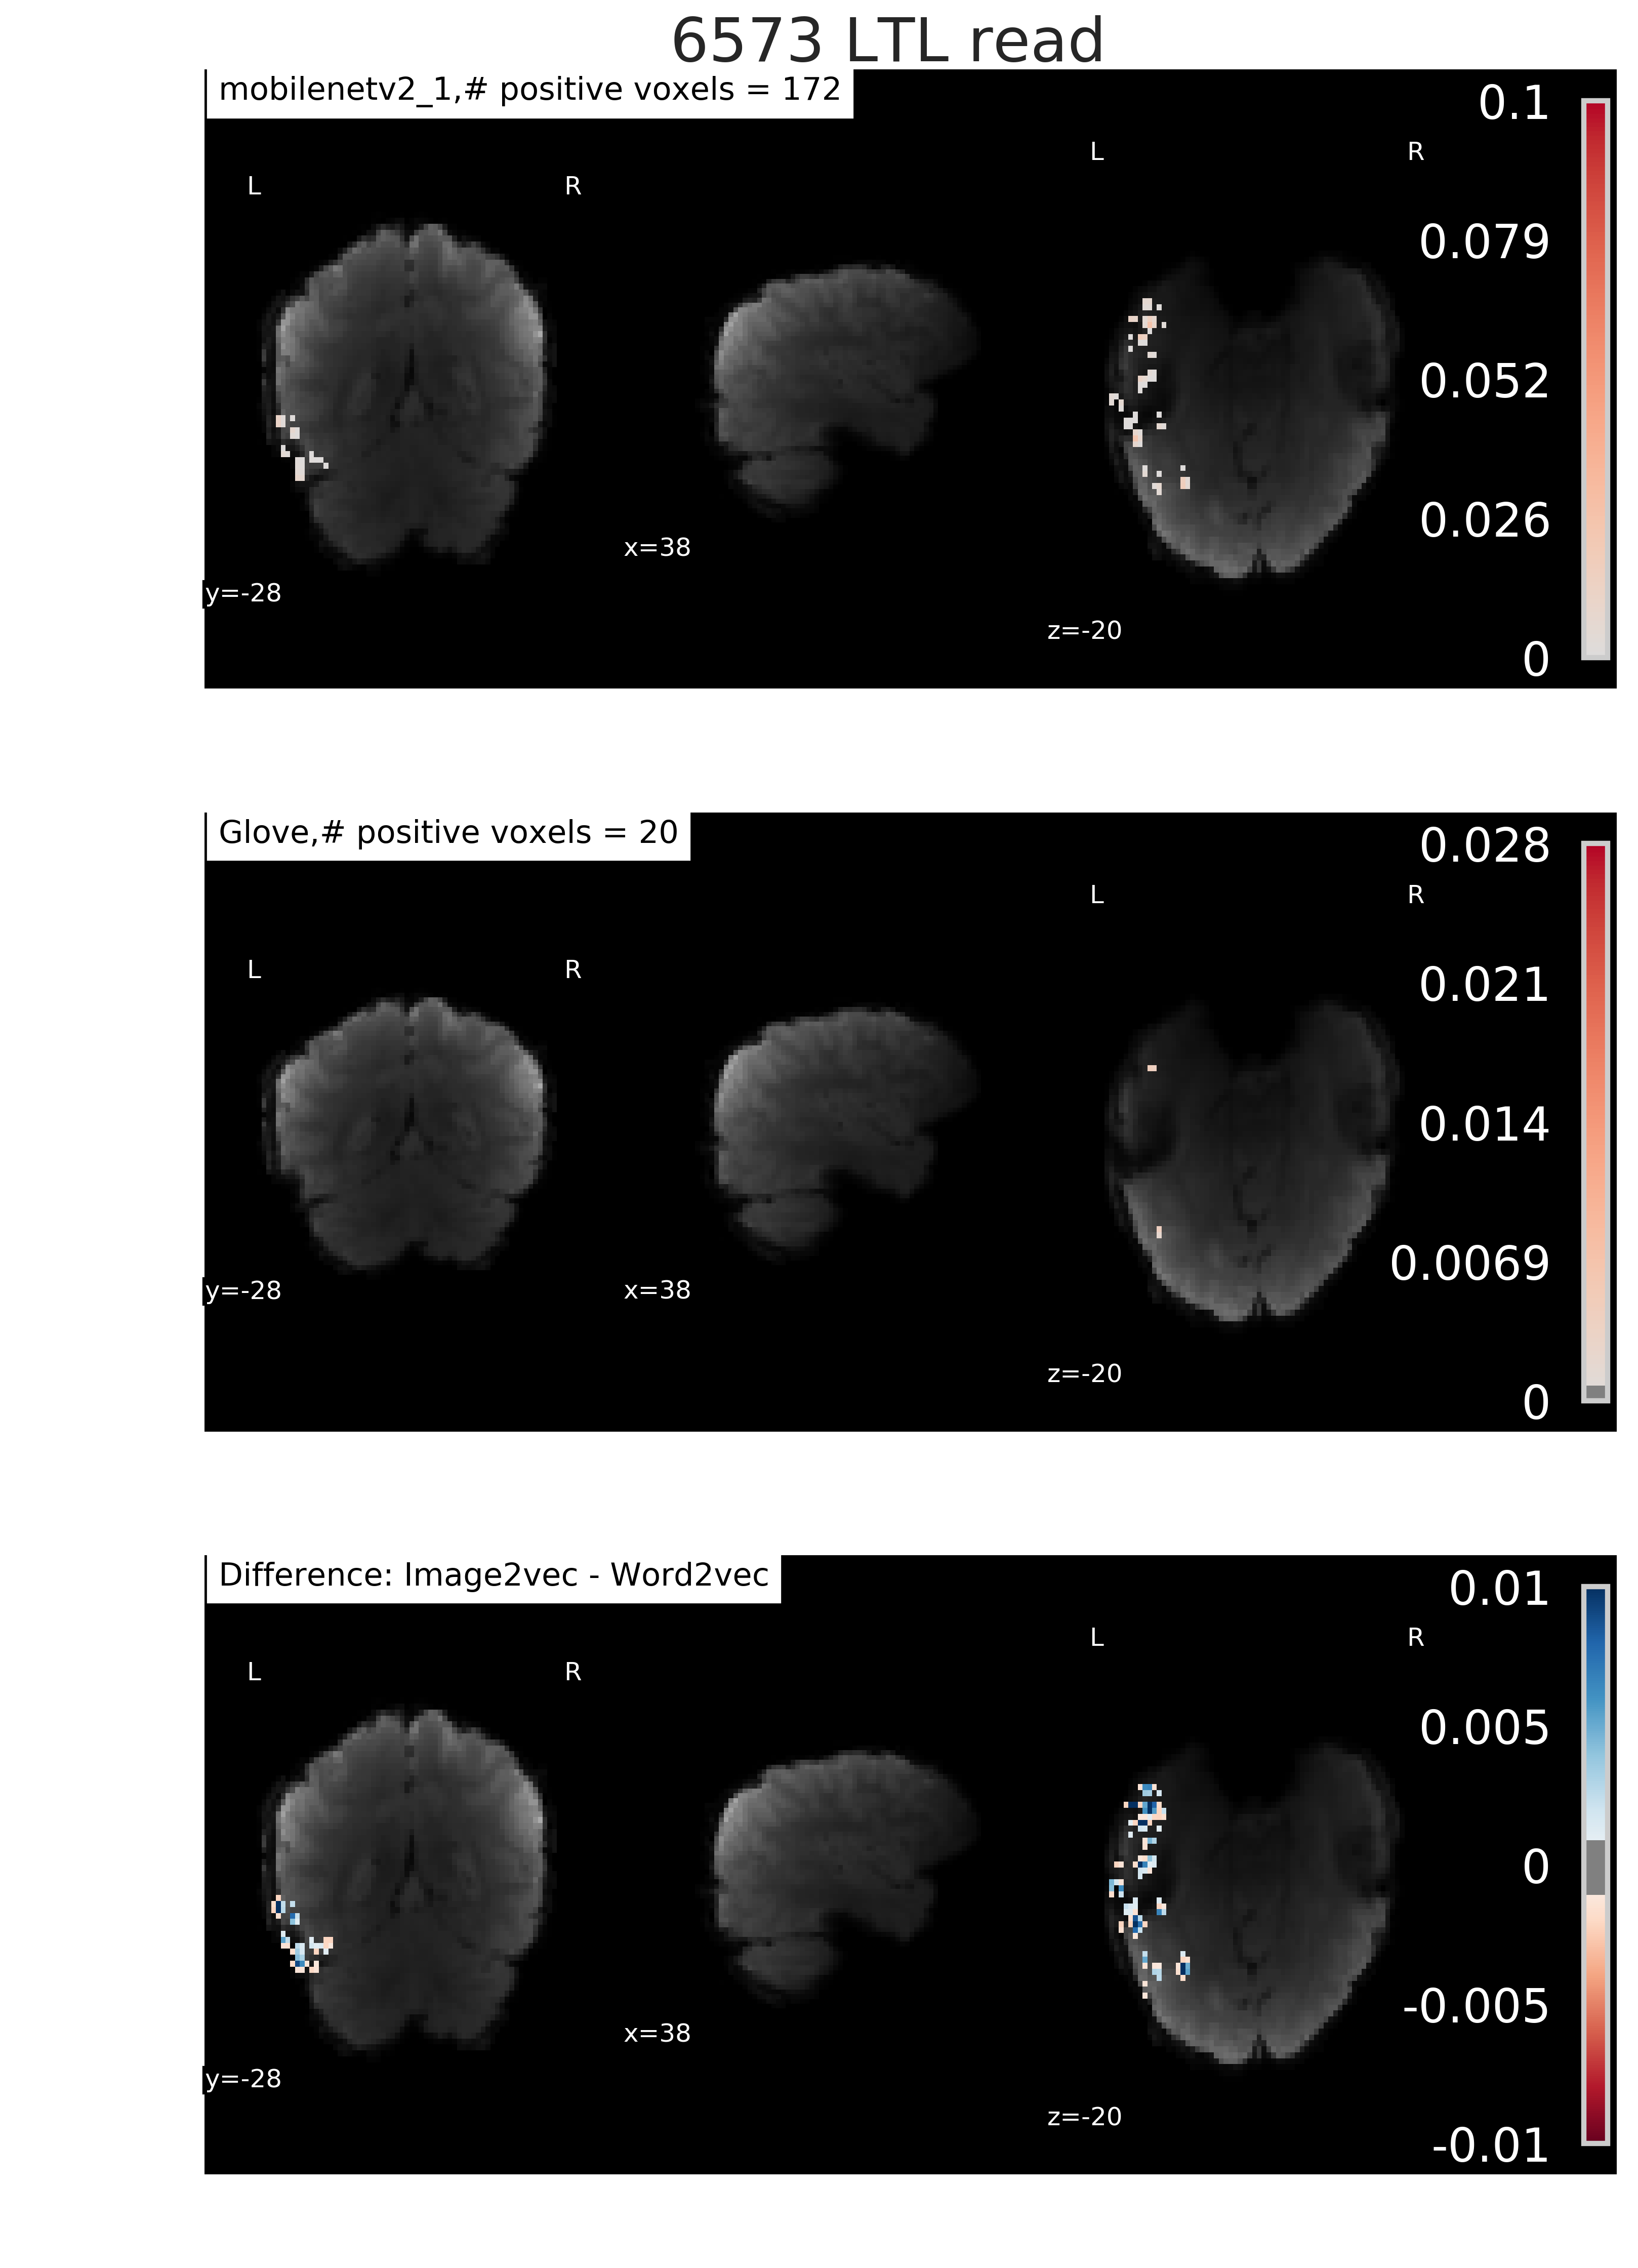 6573 LTL read
mobilenetv2_1,# positive voxels = 172
0.1
L R
L R
0.079
0.052
0.026
x=38
y=-28
z=-20
0
Glove,# positive voxels = 20
0.028
L R
L R
0.021
0.014
0.0069
y=-28
x=38
z=-20
0
Difference: Image2vec - Word2vec
0.01
L R
L R
0.005
0
-0.005
x=38
y=-28
z=-20
-0.01